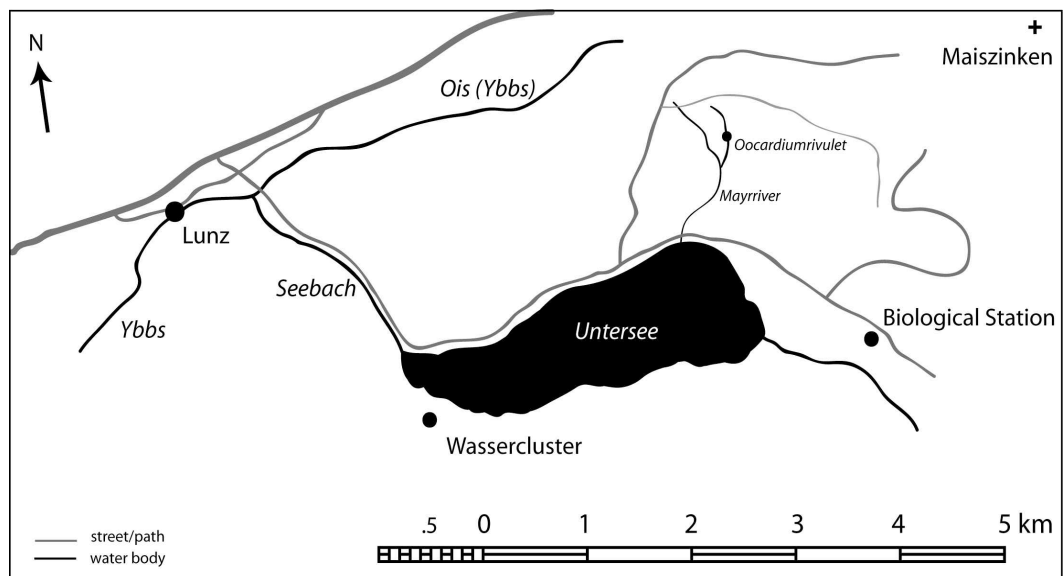 N
Maiszinken
Ois (Ybbs)
Oocardiumrivulet
Mayrriver
Lunz
Seebach
Ybbs
Untersee
Biological Station
Wassercluster
.5 0 1 2 3 4 5 km
street/path
water body